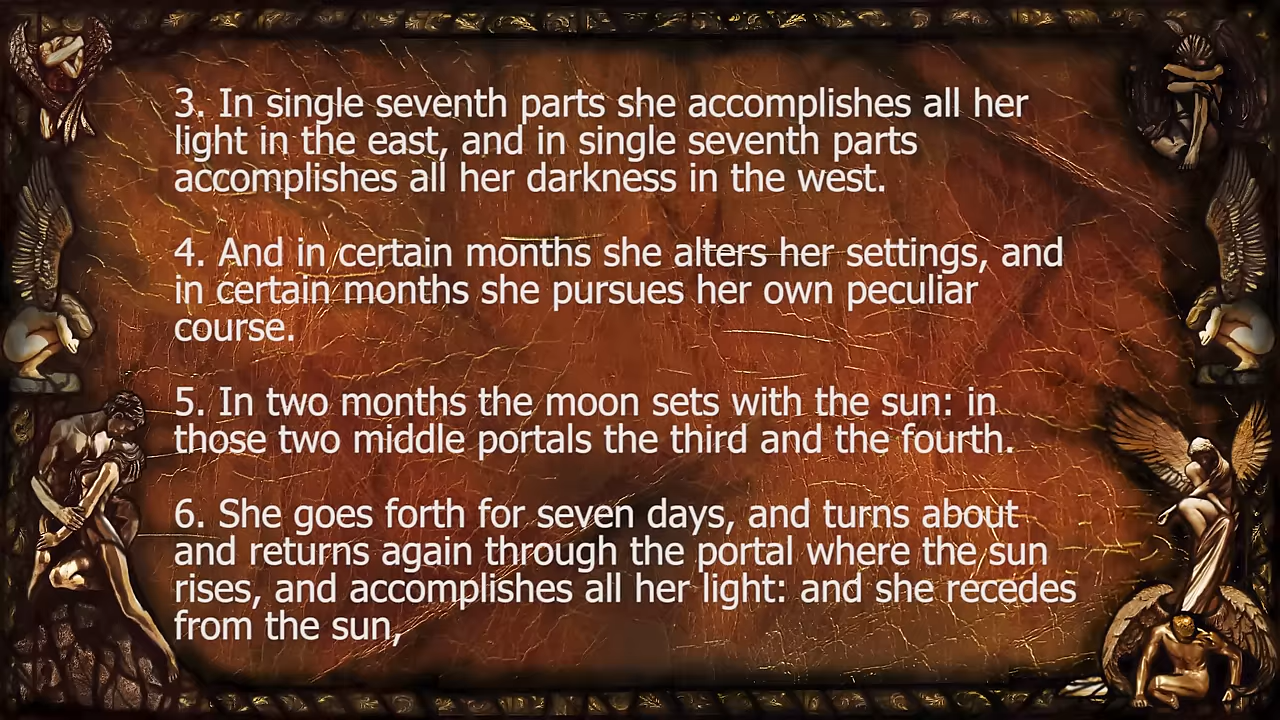 3. In single seventh parts she accomplishes all her
light in the east, and in single seventh parts
accomplishes all her darkness in the west.
4. And in certain months she alters her settings, and
in certain months she pursues her own peculiar
course.
5. In two months the moon sets with the sun: in
those two middle portals the third and the fourth.
6. She goes forth for seven days, and turns about
and returns again through the portal where the sun
rises, and accomplishes all her light: and she recedes
from the sun,